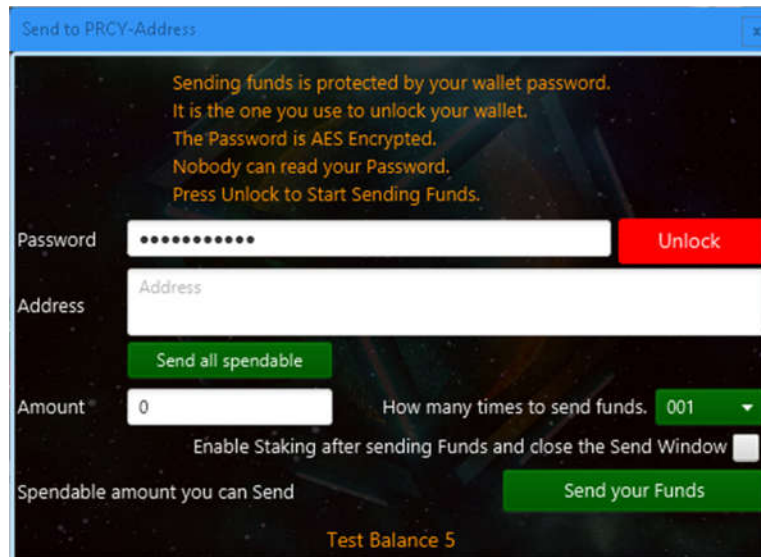 Send to PRCY-Address x
Sending funds is protected by your wallet password.
It is the one you use to unlock your wallet.
The Password is AES Encrypted.
Nobody can read your Password.
Press Unlock to Start Sending Funds.
Password ●●●●●●●●●●● Unlock
Address Address
Send all spendable
Amount 0 How many times to send funds. 001
Enable Staking after sending Funds and close the Send Window
Spendable amount you can Send Send your Funds
Test Balance 5